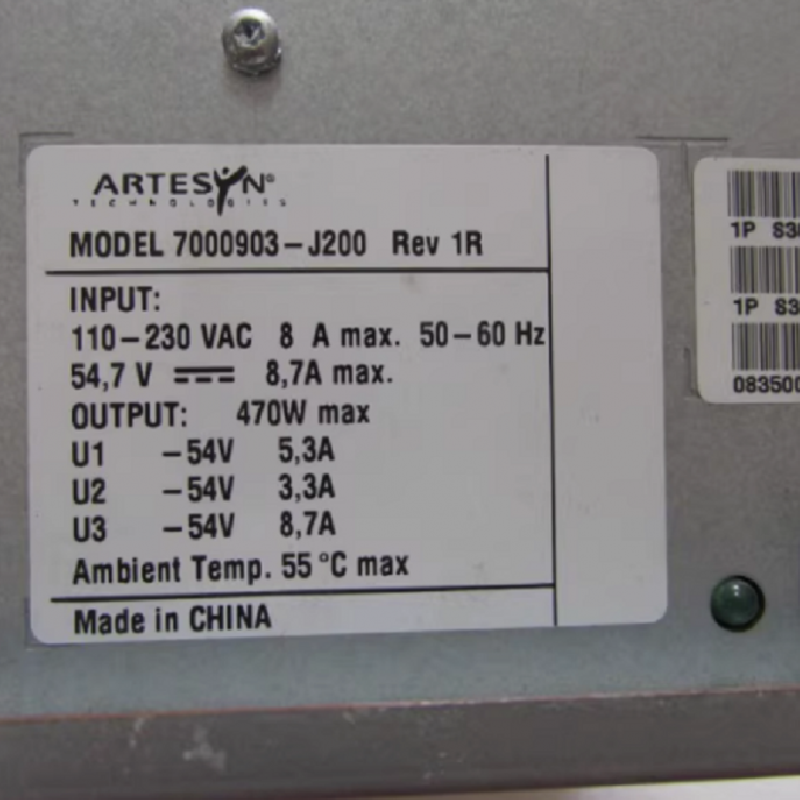 ARTESYN®
TECHNOLOGIES
MODEL 7000903-J200 Rev 1R
INPUT:
110-230 VAC 8 A max. 50-60 Hz
54,7 V 8,7A max.
OUTPUT: 470W max
U1 -54V 5,3A
U2 -54V 3,3A
U3 -54V 8,7A
Ambient Temp. 55 °C max
Made in CHINA
1P
1P